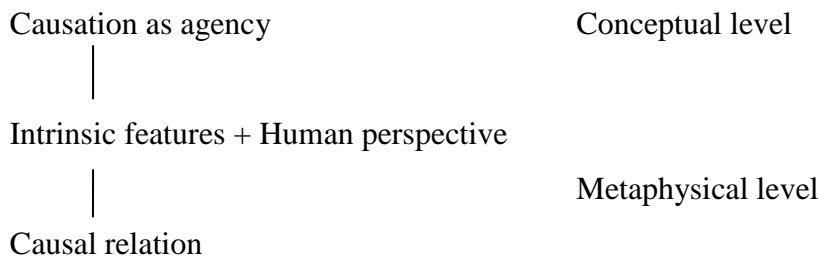 Causation as agency Conceptual level
Intrinsic features + Human perspective
Metaphysical level
Causal relation